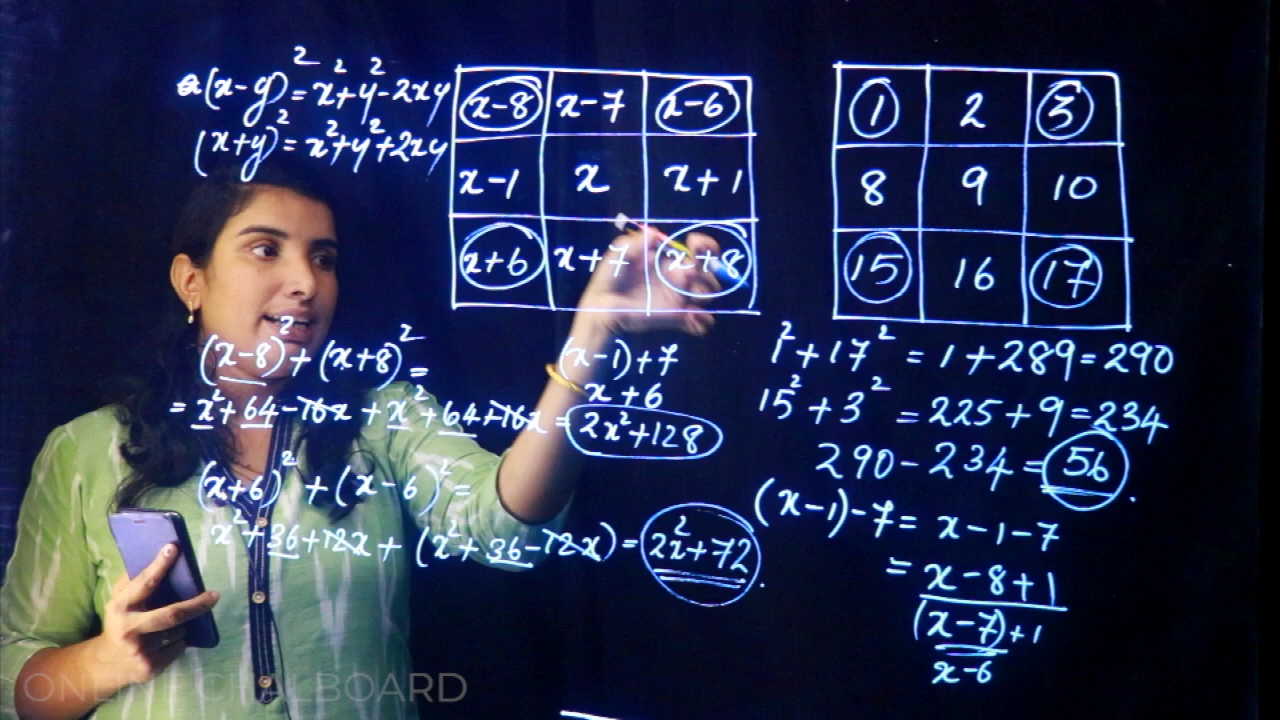 (x-y)² = x²+y²-2xy
(x+y)² = x²+y²+2xy
x-8 x-7 x-6
x-1 x x+1
x+6 x+7 x+8
1 2 3
8 9 10
15 16 17
(x-8)² + (x+8)² =
= x²+64-16x + x²+64+16x = 2x²+128
(x+6)² + (x-6)² =
x²+36+12x + (x²+36-12x) = 2x²+72
(x-1)+7
x+6
1² + 17² = 1 + 289 = 290
15² + 3² = 225 + 9 = 234
290 - 234 = 56.
(x-1)-7 = x-1-7
= x-8+1
(x-7)+1
x-6
ONLINE CHALBOARD